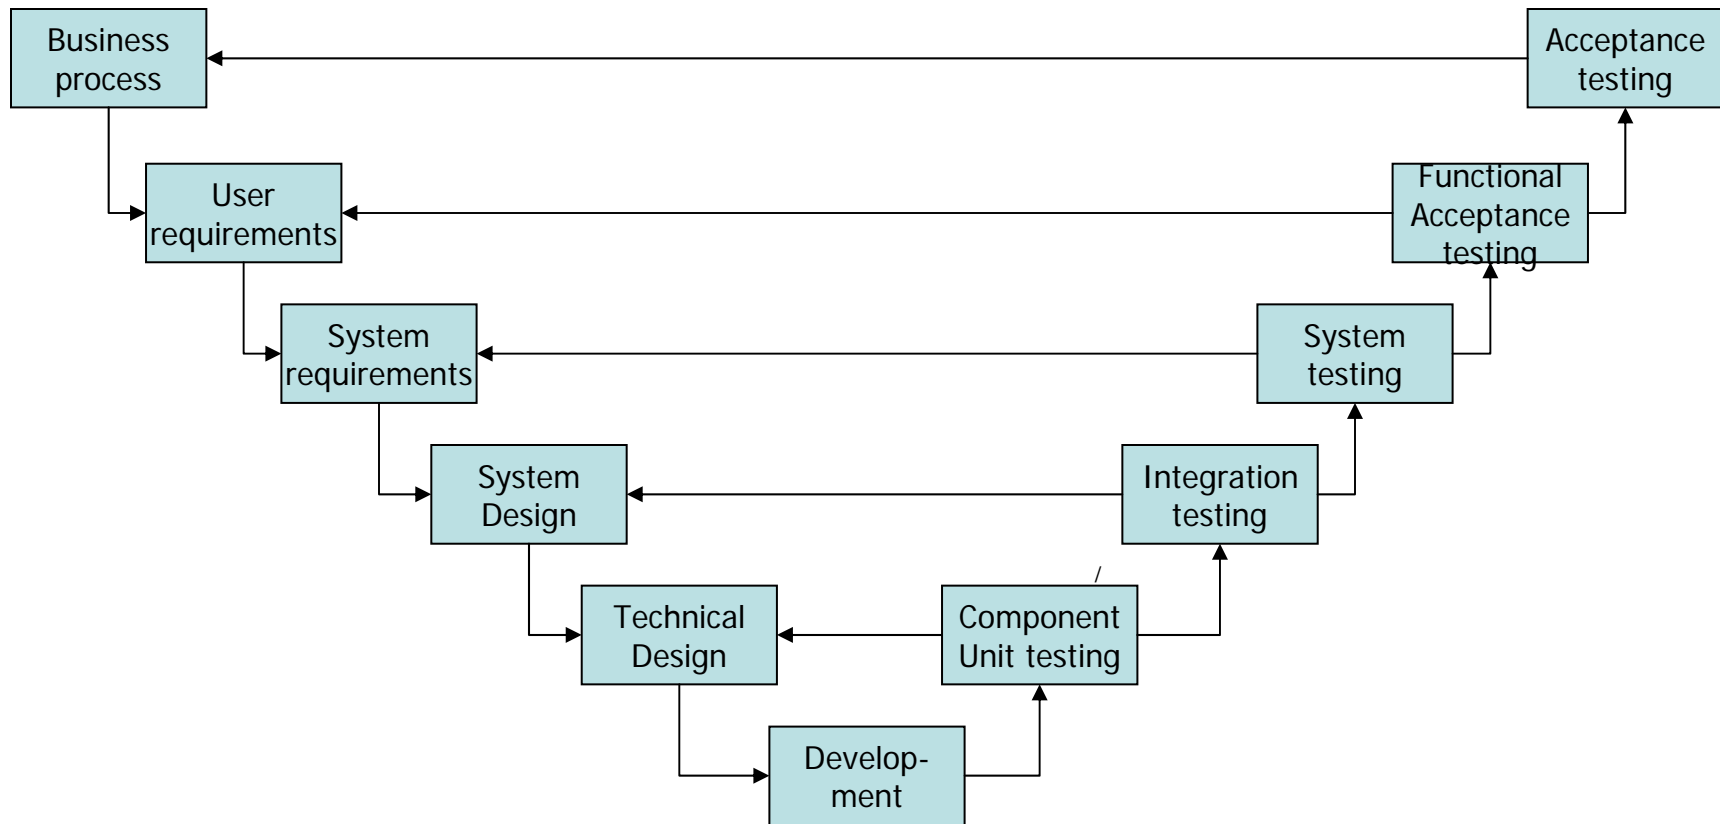 Business
process
Acceptance
testing
User
requirements
Functional
Acceptance
testing
System
requirements
System
testing
System
Design
Integration
testing
/
Technical
Design
Component
Unit testing
Develop-
ment